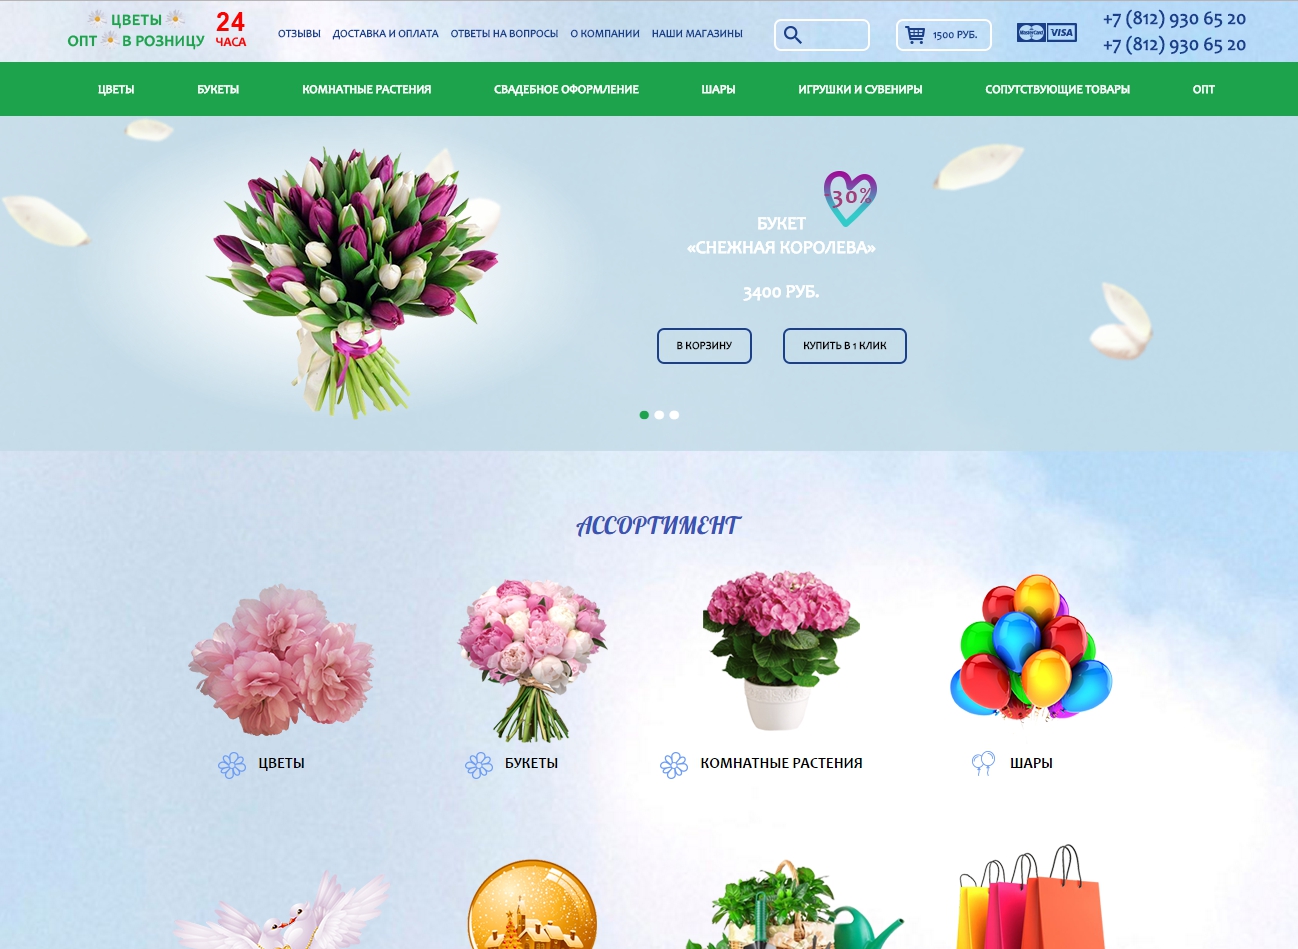 ЦВЕТЫ
ОПТ В РОЗНИЦУ
24
ЧАСА
ОТЗЫВЫ ДОСТАВКА И ОПЛАТА ОТВЕТЫ НА ВОПРОСЫ О КОМПАНИИ НАШИ МАГАЗИНЫ
1500 РУБ.
MasterCard VISA
+7 (812) 930 65 20
+7 (812) 930 65 20
ЦВЕТЫ БУКЕТЫ КОМНАТНЫЕ РАСТЕНИЯ СВАДЕБНОЕ ОФОРМЛЕНИЕ ШАРЫ ИГРУШКИ И СУВЕНИРЫ СОПУТСТВУЮЩИЕ ТОВАРЫ ОПТ
-30%
БУКЕТ
«СНЕЖНАЯ КОРОЛЕВА»
3400 РУБ.
В КОРЗИНУ КУПИТЬ В 1 КЛИК
АССОРТИМЕНТ
ЦВЕТЫ БУКЕТЫ КОМНАТНЫЕ РАСТЕНИЯ ШАРЫ